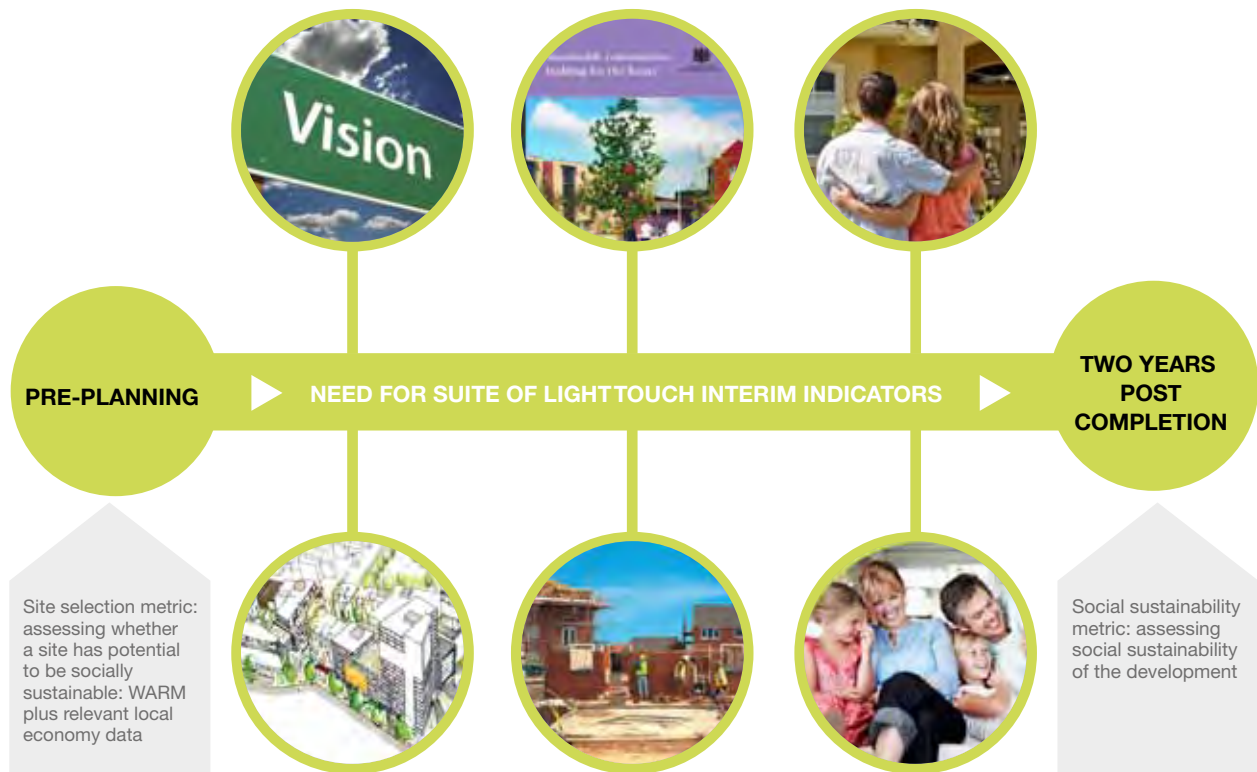 Vision
PRE-PLANNING
NEED FOR SUITE OF LIGHT TOUCH INTERIM INDICATORS
TWO YEARS
POST
COMPLETION
Site selection metric:
assessing whether
a site has potential
to be socially
sustainable: WARM
plus relevant local
economy data
Social sustainability
metric: assessing
social sustainability
of the development